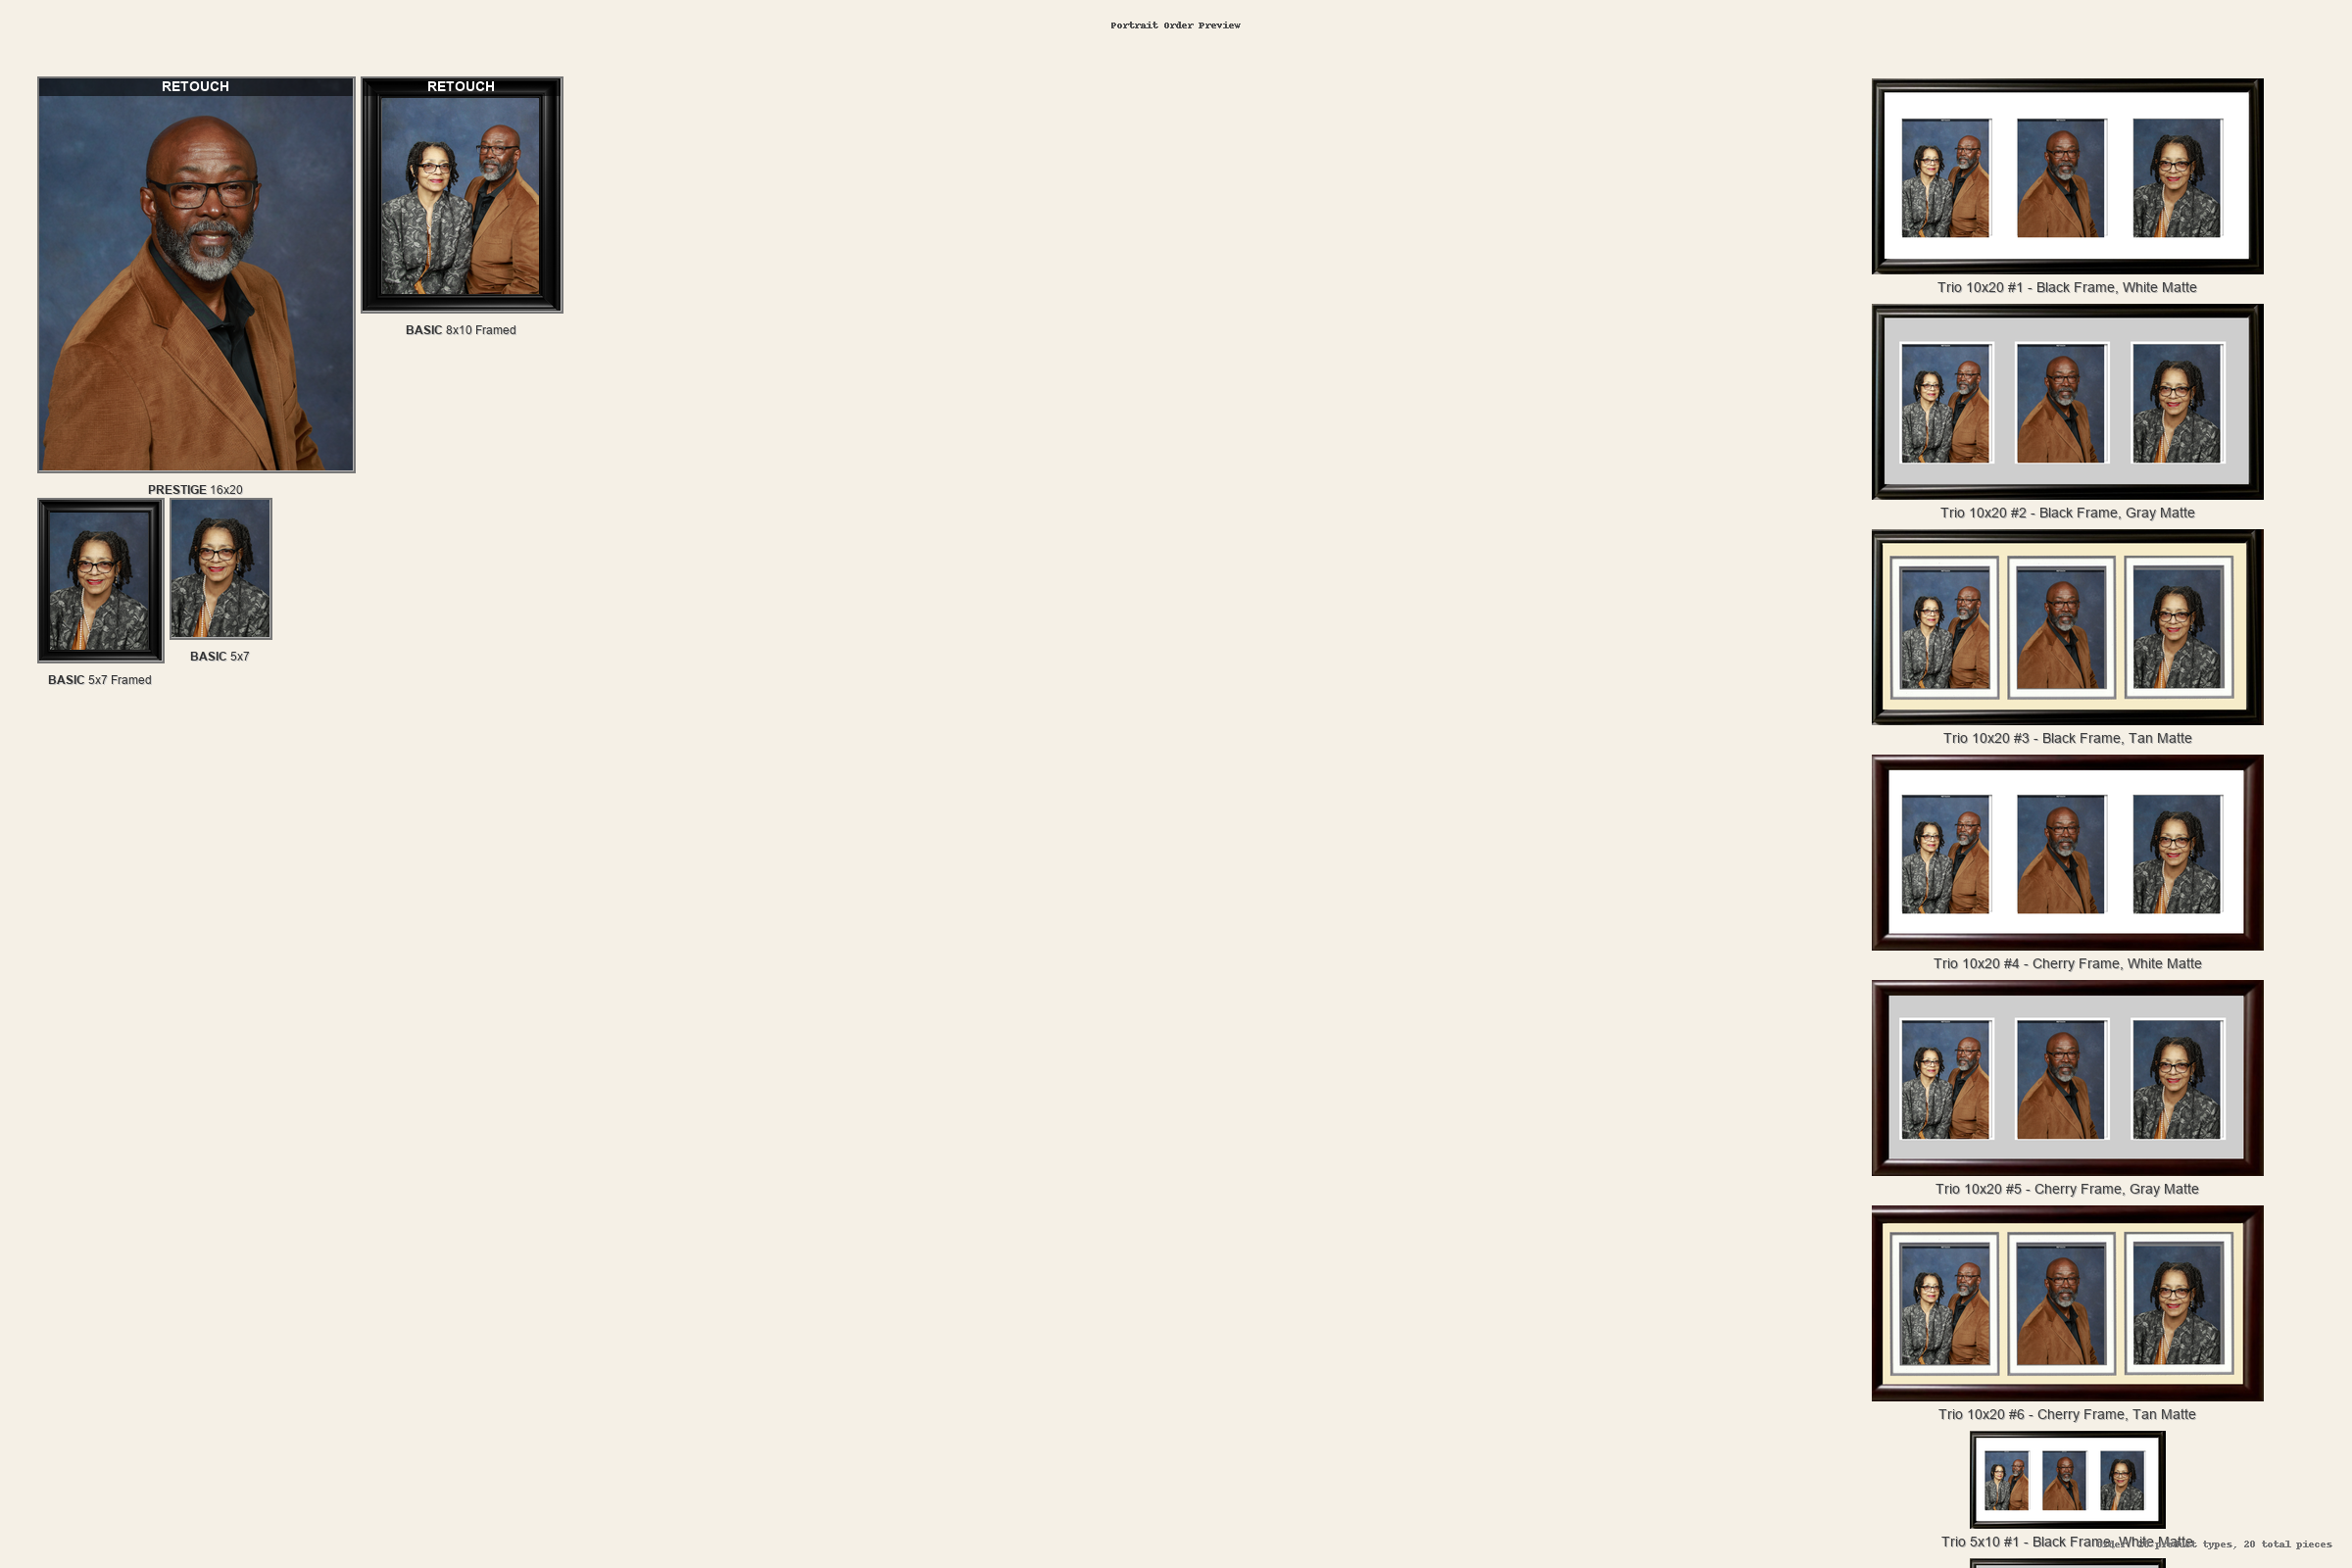 Portrait Order Preview
RETOUCH
RETOUCH
BASIC 8x10 Framed
PRESTIGE 16x20
BASIC 5x7
BASIC 5x7 Framed
Trio 10x20 #1 - Black Frame, White Matte
Trio 10x20 #2 - Black Frame, Gray Matte
Trio 10x20 #3 - Black Frame, Tan Matte
Trio 10x20 #4 - Cherry Frame, White Matte
Trio 10x20 #5 - Cherry Frame, Gray Matte
Trio 10x20 #6 - Cherry Frame, Tan Matte
Trio 5x10 #1 - Black Frame, White Matte
types, 20 total pieces